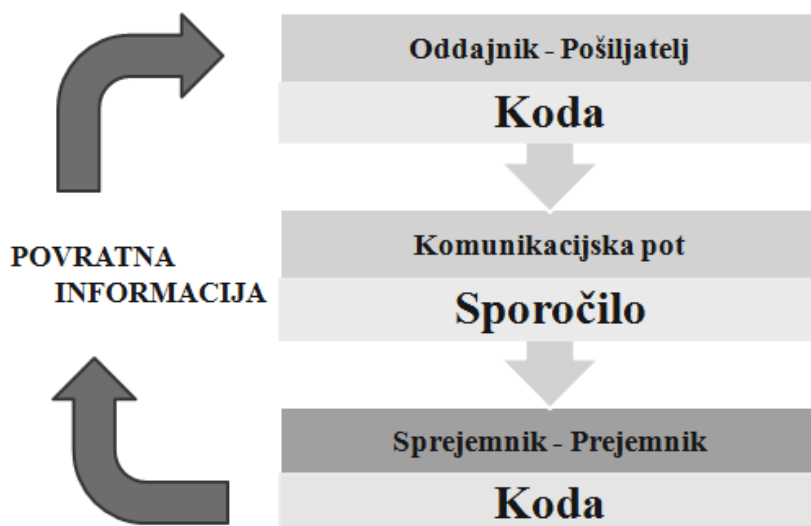 Oddajnik - Pošiljatelj
Koda
Komunikacijska pot
Sporočilo
POVRATNA
INFORMACIJA
Sprejemnik - Prejemnik
Koda